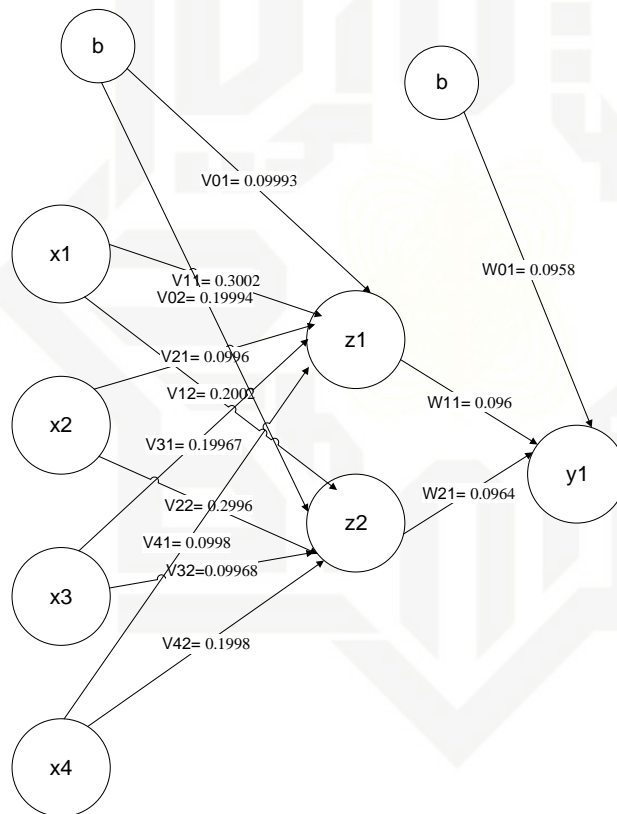 b
b
V01= 0.09993
x1
W01= 0.0958
V11= 0.3002
V02= 0.19994
z1
V21= 0.0996
V12= 0.2002
W11= 0.096
x2
V31= 0.19967
y1
W21= 0.0964
V22= 0.2996
z2
V41= 0.0998
V32= 0.09968
x3
V42= 0.1998
x4